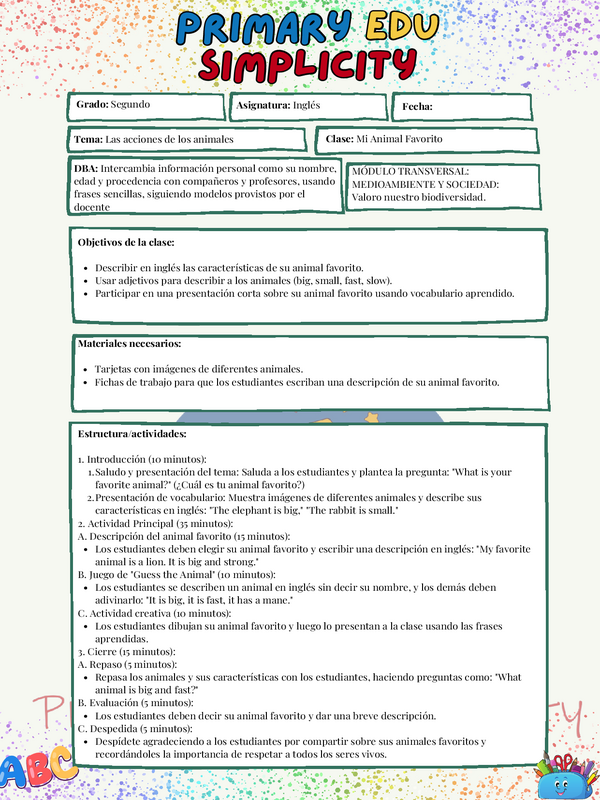 PRIMARY EDU
SIMPLICITY
Grado: Segundo
Asignatura: Inglés
Fecha:
Tema: Las acciones de los animales
Clase: Mi Animal Favorito
DBA: Intercambia información personal como su nombre,
edad y procedencia con compañeros y profesores, usando
frases sencillas, siguiendo modelos provistos por el
docente
MÓDULO TRANSVERSAL:
MEDIOAMBIENTE Y SOCIEDAD:
Valoro nuestro biodiversidad.
Objetivos de la clase:
• Describir en inglés las características de su animal favorito.
• Usar adjetivos para describir a los animales (big, small, fast, slow).
• Participar en una presentación corta sobre su animal favorito usando vocabulario aprendido.
Materiales necesarios:
• Tarjetas con imágenes de diferentes animales.
• Fichas de trabajo para que los estudiantes escriban una descripción de su animal favorito.
Estructura/actividades:
1. Introducción (10 minutos):
1. Saludo y presentación del tema: Saluda a los estudiantes y plantea la pregunta: "What is your
favorite animal?" (¿Cuál es tu animal favorito?)
2. Presentación de vocabulario: Muestra imágenes de diferentes animales y describe sus
características en inglés: "The elephant is big," "The rabbit is small."
2. Actividad Principal (35 minutos):
A. Descripción del animal favorito (15 minutos):
• Los estudiantes deben elegir su animal favorito y escribir una descripción en inglés: "My favorite
animal is a lion. It is big and strong."
B. Juego de "Guess the Animal" (10 minutos):
• Los estudiantes se describen un animal en inglés sin decir su nombre, y los demás deben
adivinarlo: "It is big, it is fast, it has a mane."
C. Actividad creativa (10 minutos):
• Los estudiantes dibujan su animal favorito y luego lo presentan a la clase usando las frases
aprendidas.
3. Cierre (15 minutos):
A. Repaso (5 minutos):
• Repasa los animales y sus características con los estudiantes, haciendo preguntas como: "What
animal is big and fast?"
B. Evaluación (5 minutos):
• Los estudiantes deben decir su animal favorito y dar una breve descripción.
C. Despedida (5 minutos):
• Despídete agradeciendo a los estudiantes por compartir sobre sus animales favoritos y
recordándoles la importancia de respetar a todos los seres vivos.
ABC